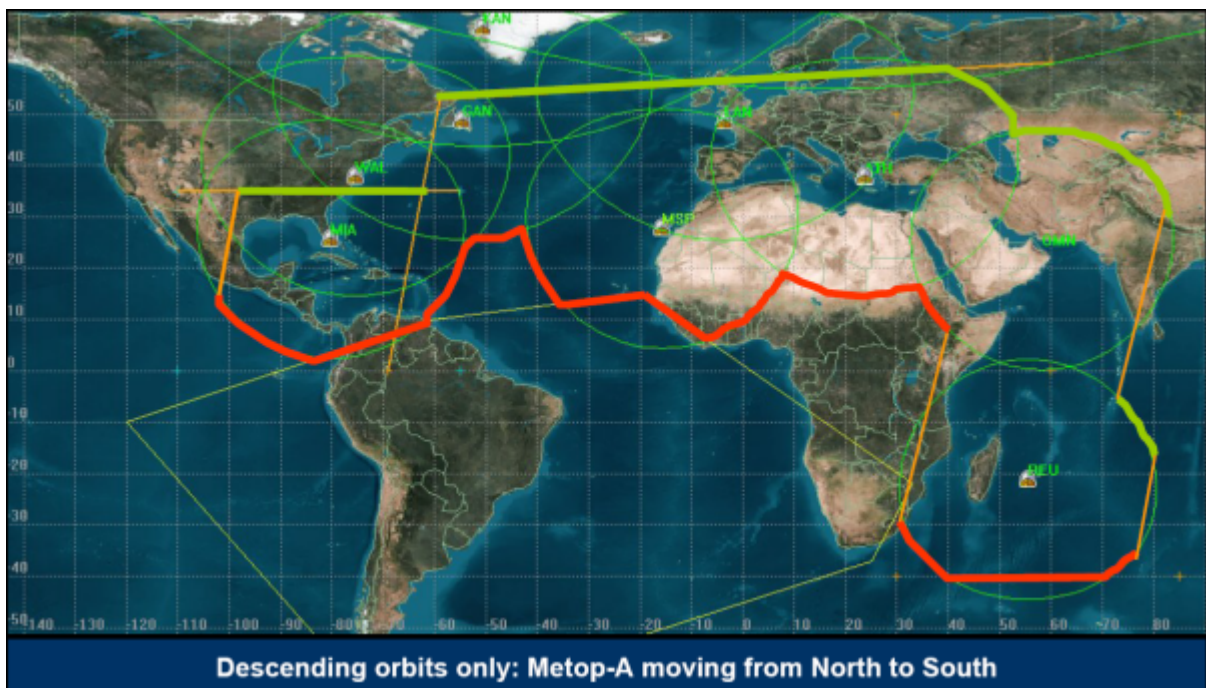 KAN
GAN
LAN
WAL
ATH
MSP
MIA
OMN
REU
50
40
30
20
10
0
-10
-20
-30
-40
-50
-140 -130 -120 -110 -100 -90 -80 -70 -60 -50 -40 -30 -20 -10 0 10 20 30 40 50 60 70 80
Descending orbits only: Metop-A moving from North to South